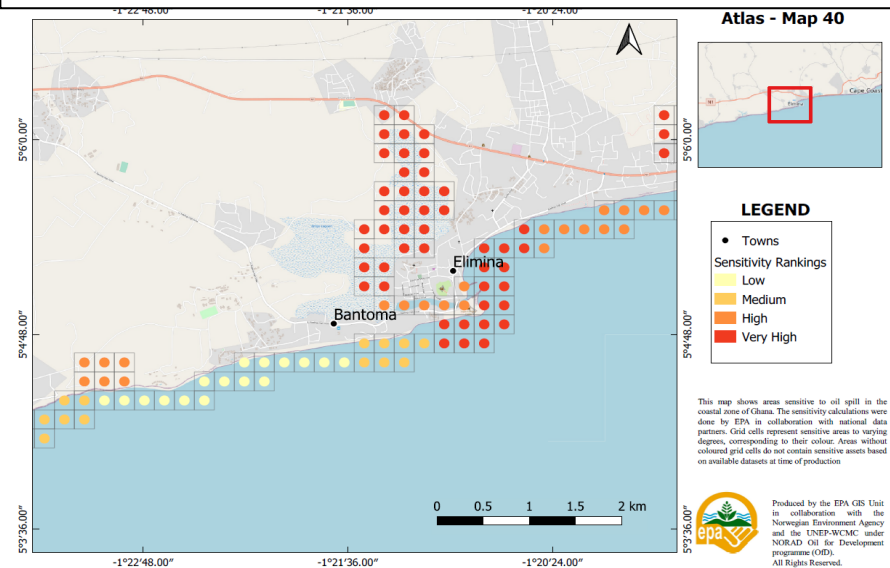 -1°22′48.00″ -1°21′36.00″ -1°20′24.00″
Atlas - Map 40
Cape Coast
Elmina
5°6′0.00″ 5°6′0.00″
LEGEND
Towns
Sensitivity Rankings
Low
Medium
High
Very High
Elimina
Bantoma
5°4′48.00″ 5°4′48.00″
This map shows areas sensitive to oil spill in the
coastal zone of Ghana. The sensitivity calculations were
done by EPA in collaboration with national data
partners. Grid cells represent sensitive areas to varying
degrees, corresponding to their colour. Areas without
coloured grid cells do not contain sensitive assets based
on available datasets at time of production
0 0.5 1 1.5 2 km
5°3′36.00″ 5°3′36.00″
epa
Produced by the EPA GIS Unit
in collaboration with the
Norwegian Environment Agency
and the UNEP-WCMC under
NORAD Oil for Development
programme (OfD).
All Rights Reserved.
-1°22′48.00″ -1°21′36.00″ -1°20′24.00″